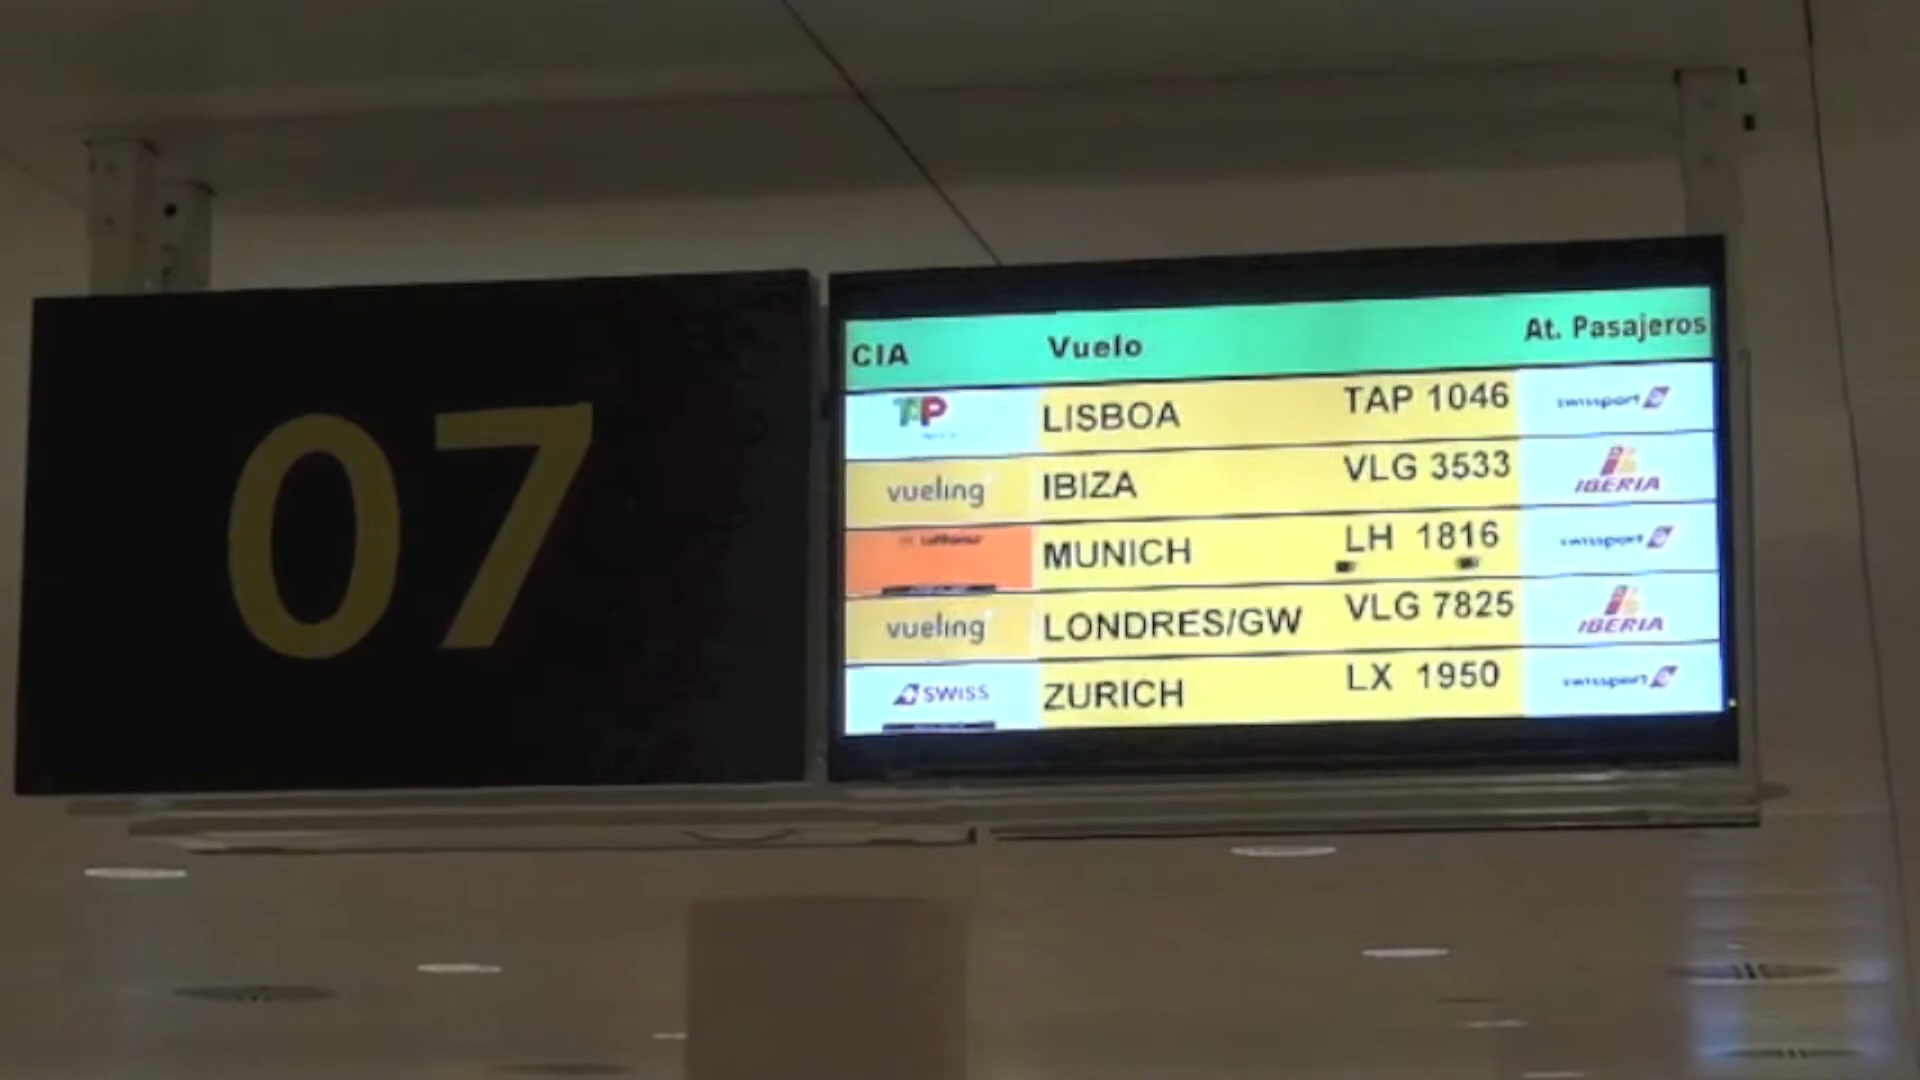 07
CIA Vuelo At. Pasajeros
TAP LISBOA TAP 1046 swissport
vueling IBIZA VLG 3533 IBERIA
Lufthansa MUNICH LH 1816 swissport
vueling LONDRES/GW VLG 7825 IBERIA
SWISS ZURICH LX 1950 swissport